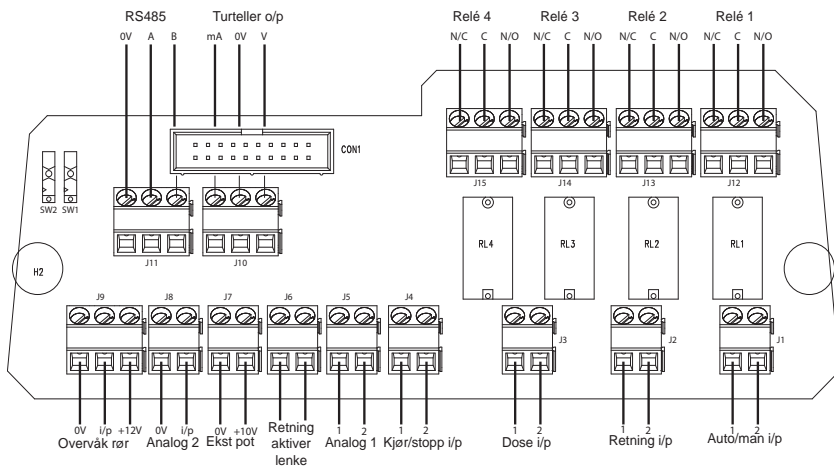 RS485
Turteller o/p
Relé 4
Relé 3
Relé 2
Relé 1
0V A B
mA 0V V
N/C C N/O
N/C C N/O
N/C C N/O
N/C C N/O
CON1
SW2 SW1
J11
J10
J15
J14
J13
J12
H2
RL4
RL3
RL2
RL1
J9
J8
J7
J6
J5
J4
J3
J2
J1
0V i/p +12V
Overvåk rør
0V i/p
Analog 2
0V +10V
Ekst pot
Retning
aktiver
lenke
1 2
Analog 1
1 2
Kjør/stopp i/p
1 2
Dose i/p
1 2
Retning i/p
1 2
Auto/man i/p